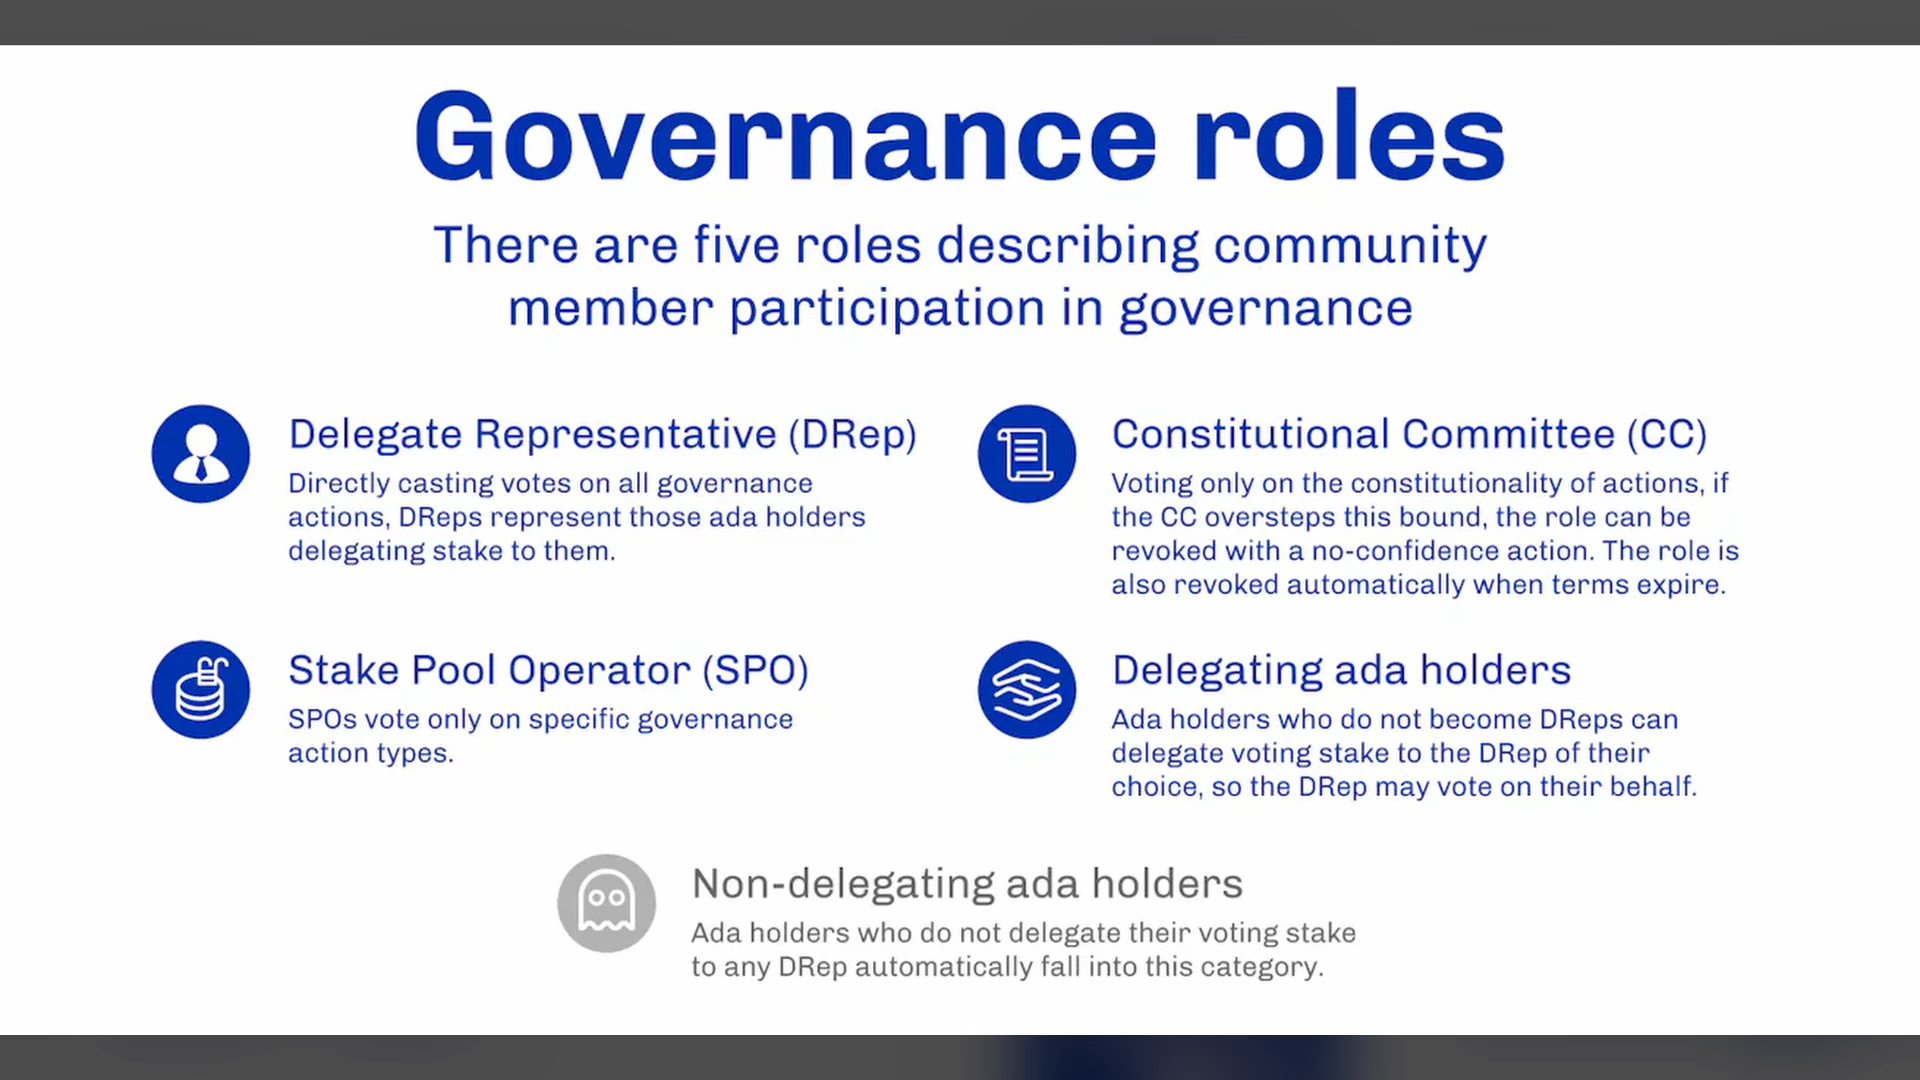 Governance roles
There are five roles describing community
member participation in governance
Delegate Representative (DRep)
Directly casting votes on all governance
actions, DReps represent those ada holders
delegating stake to them.
Constitutional Committee (CC)
Voting only on the constitutionality of actions, if
the CC oversteps this bound, the role can be
revoked with a no-confidence action. The role is
also revoked automatically when terms expire.
Stake Pool Operator (SPO)
SPOs vote only on specific governance
action types.
Delegating ada holders
Ada holders who do not become DReps can
delegate voting stake to the DRep of their
choice, so the DRep may vote on their behalf.
Non-delegating ada holders
Ada holders who do not delegate their voting stake
to any DRep automatically fall into this category.